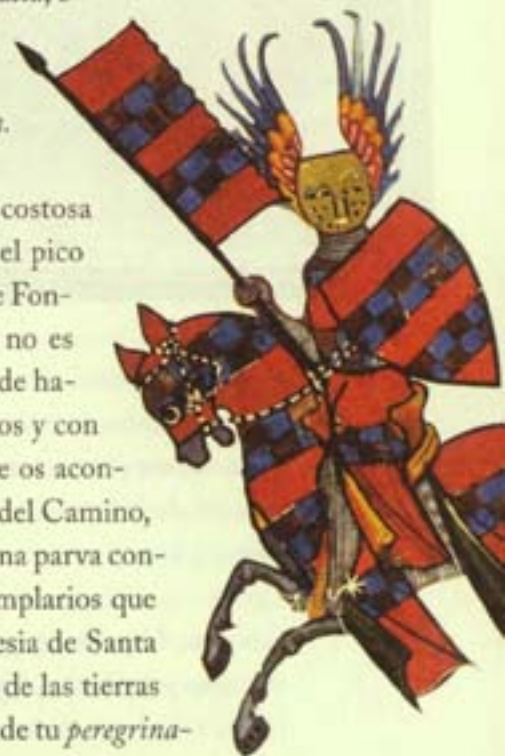 t.
costosa
el pico
e Fon-
no es
de ha-
os y con
e os acon-
del Camino,
na parva con-
mplarios que
esia de Santa
de las tierras
de tu peregrina-